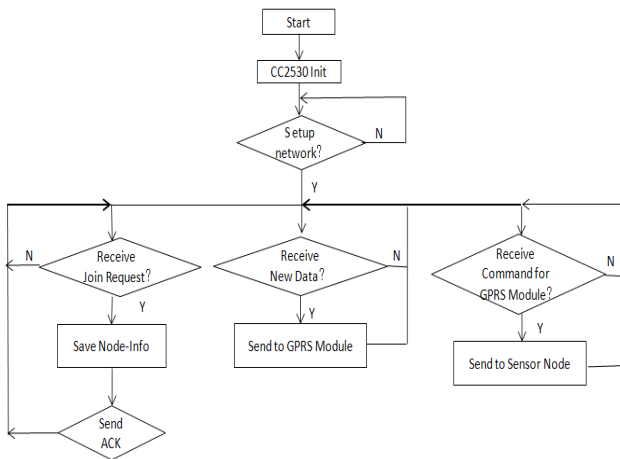 Start
CC2530 Init
Setup
network?
N
Y
Receive
Join Request?
N
Y
Save Node-Info
Send
ACK
Receive
New Data?
N
Y
Send to GPRS Module
Receive
Command for
GPRS Module?
N
Y
Send to Sensor Node